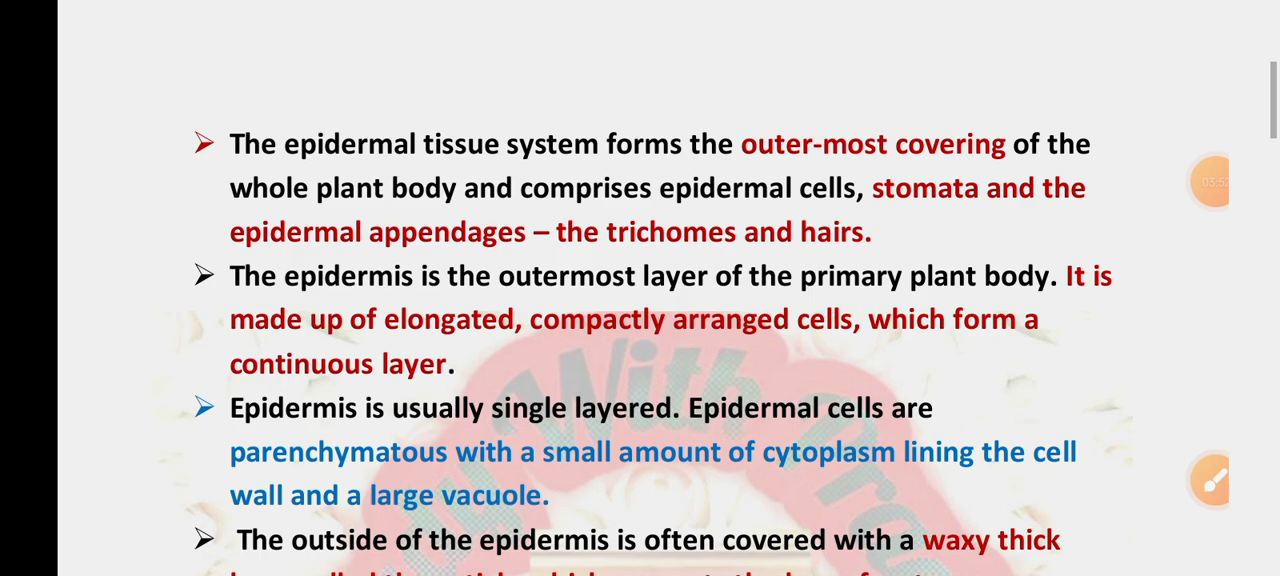 ➢ The epidermal tissue system forms the outer-most covering of the
whole plant body and comprises epidermal cells, stomata and the
epidermal appendages – the trichomes and hairs.
➢ The epidermis is the outermost layer of the primary plant body. It is
made up of elongated, compactly arranged cells, which form a
continuous layer.
➢ Epidermis is usually single layered. Epidermal cells are
parenchymatous with a small amount of cytoplasm lining the cell
wall and a large vacuole.
➢ The outside of the epidermis is often covered with a waxy thick
With
03:52